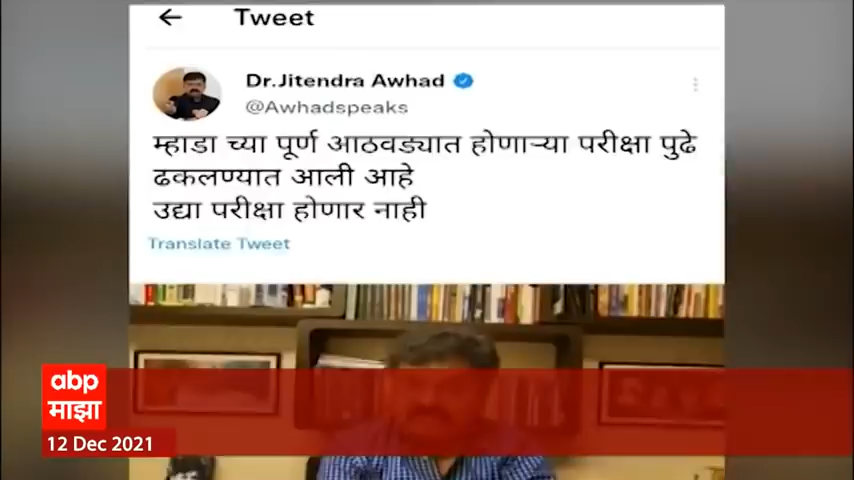 Tweet
Dr.Jitendra Awhad
@Awhadspeaks
म्हाडा च्या पूर्ण आठवड्यात होणाऱ्या परीक्षा पुढे
ढकलण्यात आली आहे
उद्या परीक्षा होणार नाही
Translate Tweet
abp
माझा
12 Dec 2021